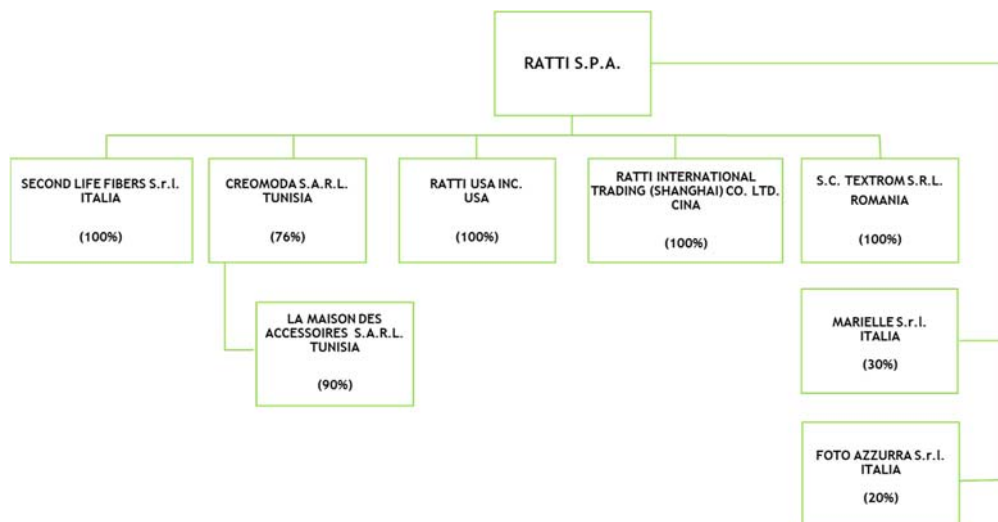 RATTI S.P.A.
SECOND LIFE FIBERS S.r.l.
ITALIA
(100%)
CREOMODA S.A.R.L.
TUNISIA
(76%)
RATTI USA INC.
USA
(100%)
RATTI INTERNATIONAL
TRADING (SHANGHAI) CO. LTD.
CINA
(100%)
S.C. TEXTROM S.R.L.
ROMANIA
(100%)
LA MAISON DES
ACCESSOIRES S.A.R.L.
TUNISIA
(90%)
MARIELLE S.r.l.
ITALIA
(30%)
FOTO AZZURRA S.r.l.
ITALIA
(20%)